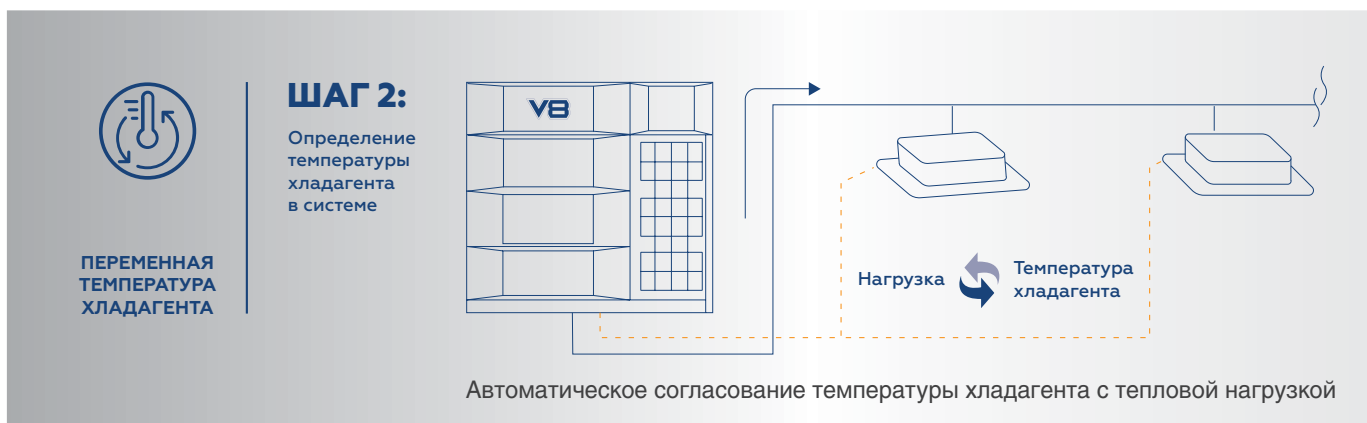 ПЕРЕМЕННАЯ
ТЕМПЕРАТУРА
ХЛАДАГЕНТА
ШАГ 2:
Определение
температуры
хладагента
в системе
V8
Нагрузка
Температура
хладагента
Автоматическое согласование температуры хладагента с тепловой нагрузкой